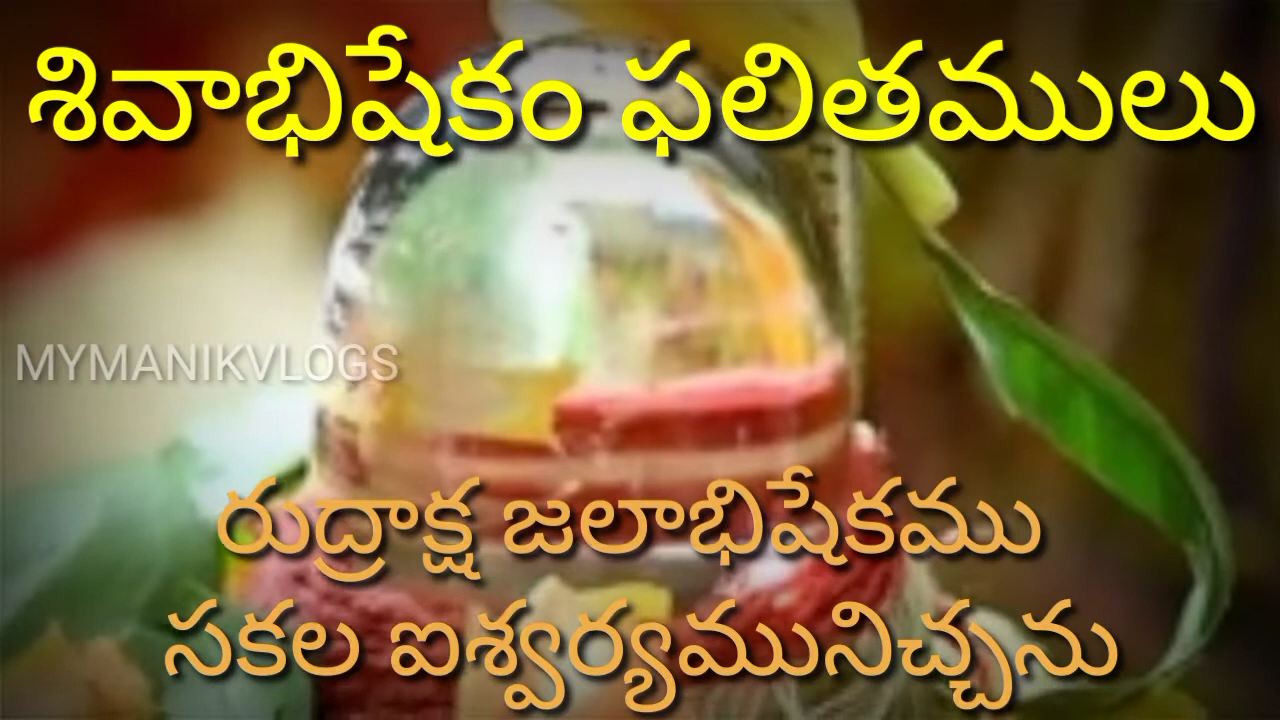 శివాభిషేకం ఫలితములు
MYMANIKVLOGS
రుద్రాక్ష జలాభిషేకము
సకల ఐశ్వర్యమునిచ్చును